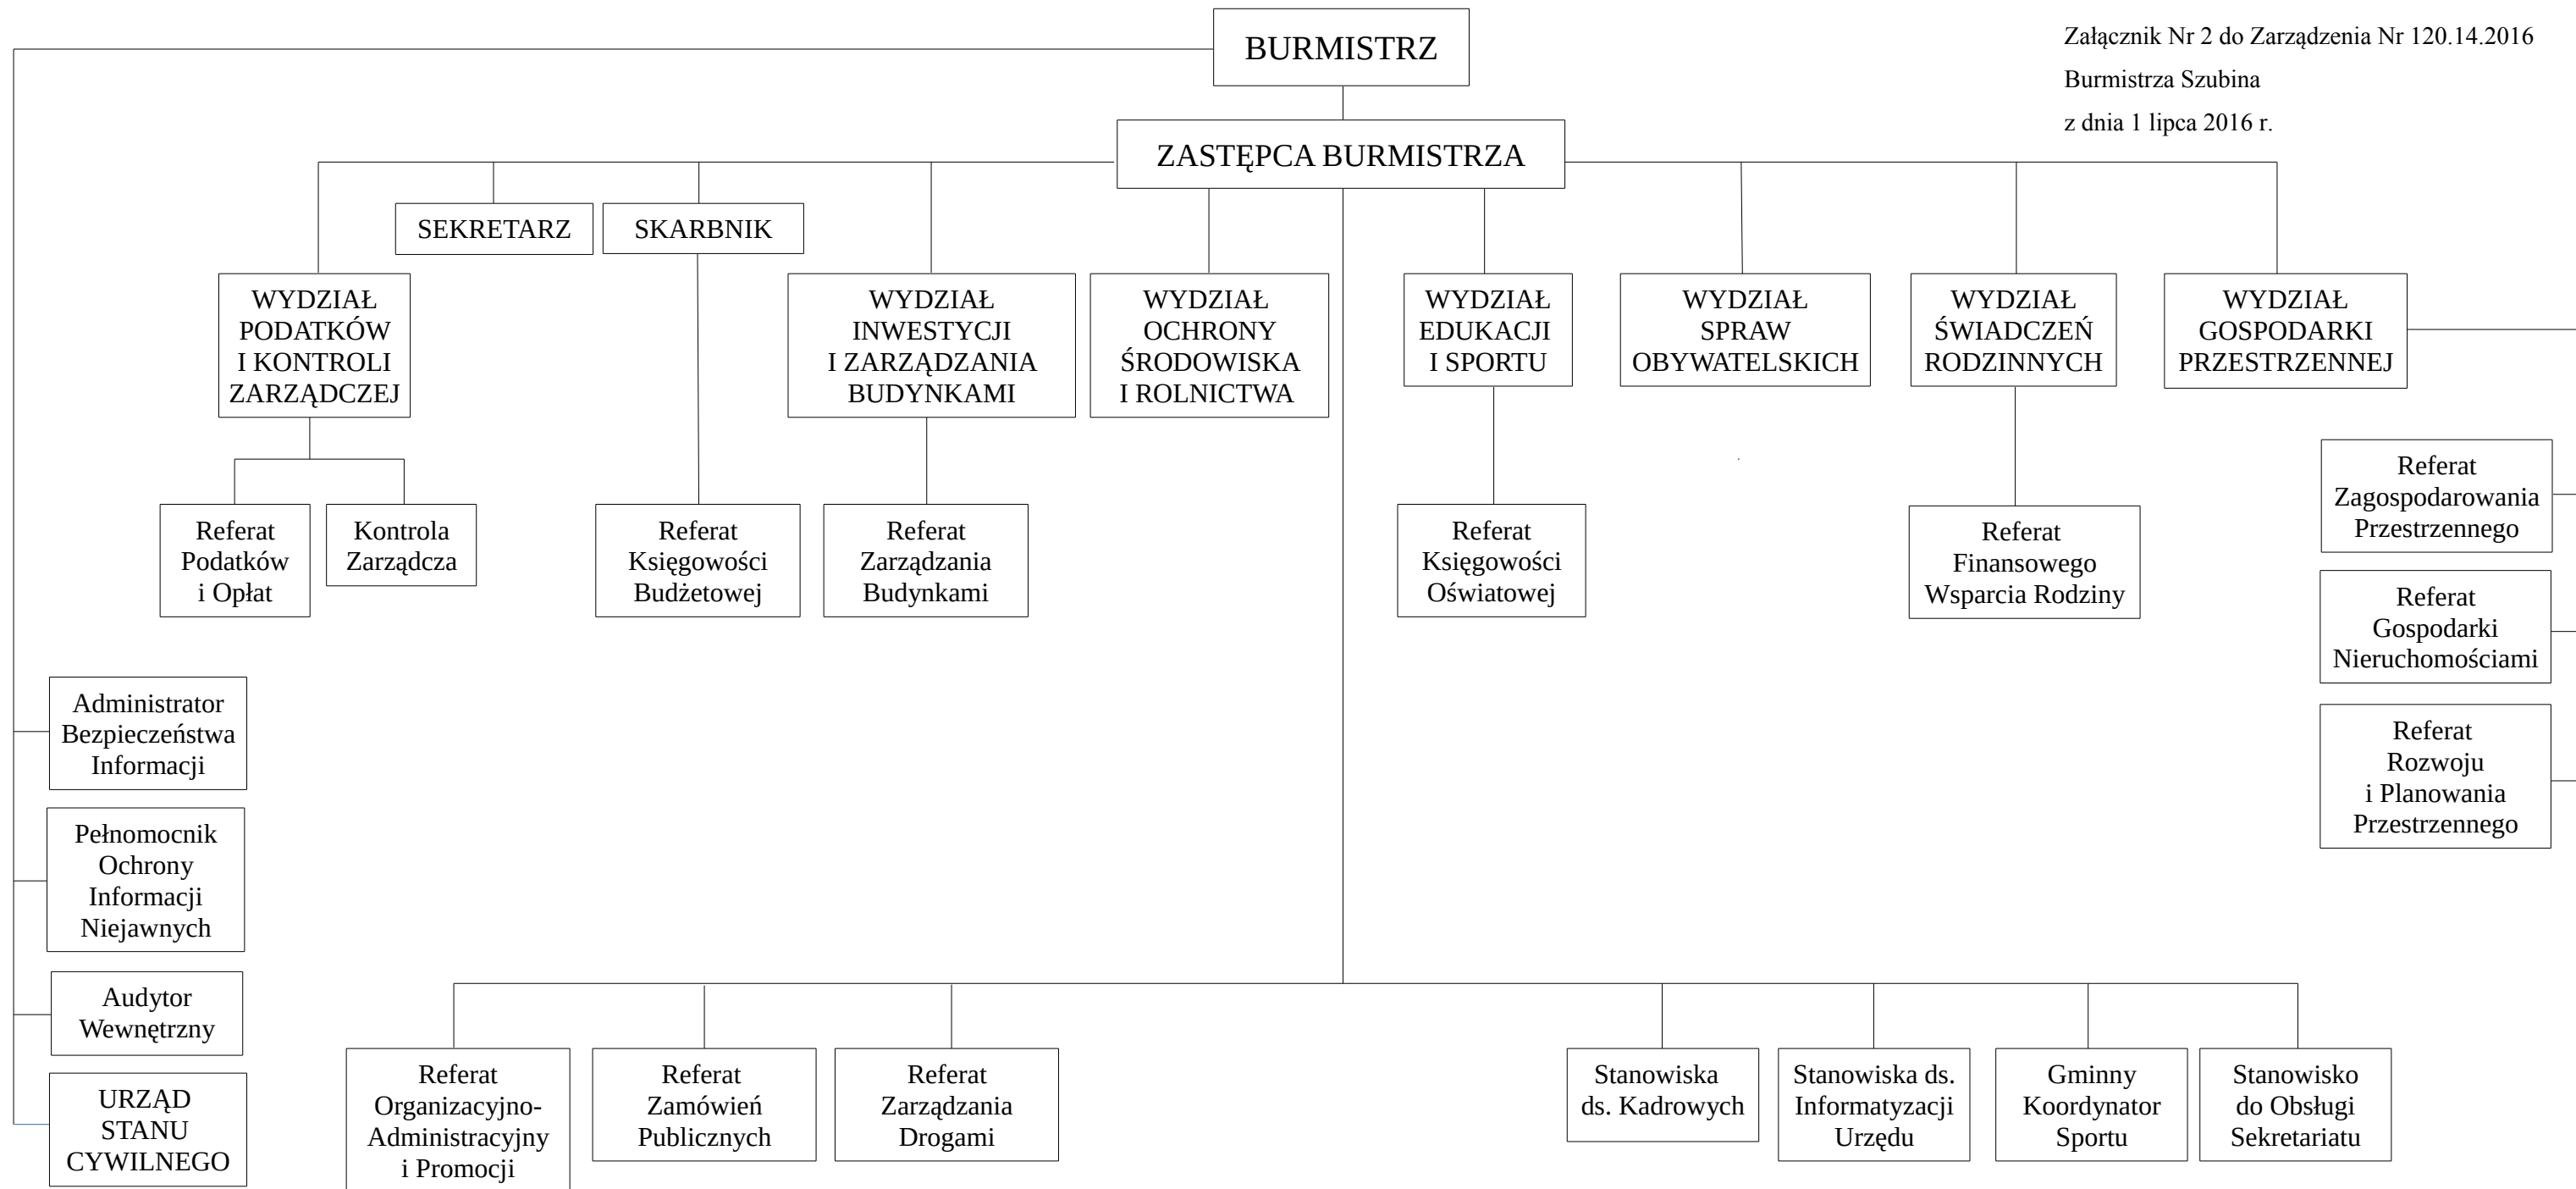 BURMISTRZ
Załącznik Nr 2 do Zarządzenia Nr 120.14.2016
Burmistrza Szubina
z dnia 1 lipca 2016 r.
ZASTĘPCA BURMISTRZA
SEKRETARZ
SKARBNIK
WYDZIAŁ
PODATKÓW
I KONTROLI
ZARZĄDCZEJ
WYDZIAŁ
INWESTYCJI
I ZARZĄDZANIA
BUDYNKAMI
WYDZIAŁ
OCHRONY
ŚRODOWISKA
I ROLNICTWA
WYDZIAŁ
EDUKACJI
I SPORTU
WYDZIAŁ
SPRAW
OBYWATELSKICH
WYDZIAŁ
ŚWIADCZEŃ
RODZINNYCH
WYDZIAŁ
GOSPODARKI
PRZESTRZENNEJ
Referat
Podatków
i Opłat
Kontrola
Zarządcza
Referat
Księgowości
Budżetowej
Referat
Zarządzania
Budynkami
Referat
Księgowości
Oświatowej
Referat
Finansowego
Wsparcia Rodziny
Referat
Zagospodarowania
Przestrzennego
Referat
Gospodarki
Nieruchomościami
Referat
Rozwoju
i Planowania
Przestrzennego
Administrator
Bezpieczeństwa
Informacji
Pełnomocnik
Ochrony
Informacji
Niejawnych
Audytor
Wewnętrzny
URZĄD
STANU
CYWILNEGO
Referat
Organizacyjno-
Administracyjny
i Promocji
Referat
Zamówień
Publicznych
Referat
Zarządzania
Drogami
Stanowiska
ds. Kadrowych
Stanowiska ds.
Informatyzacji
Urzędu
Gminny
Koordynator
Sportu
Stanowisko
do Obsługi
Sekretariatu